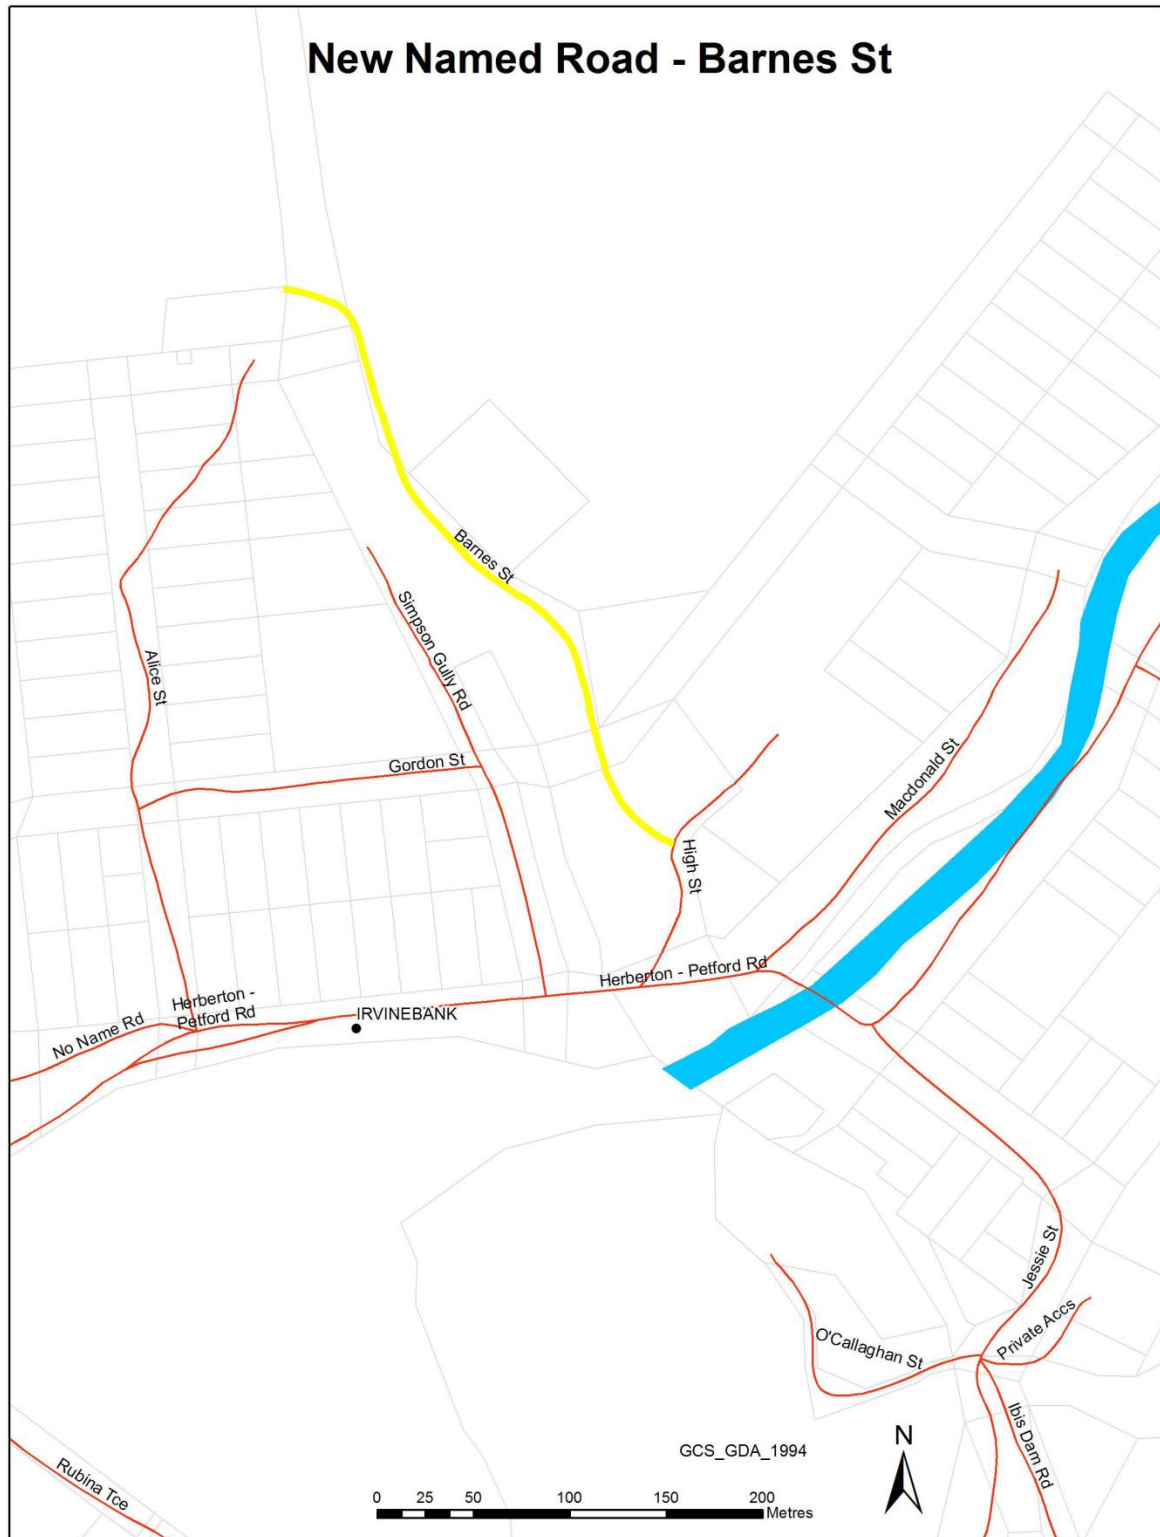 New Named Road - Barnes St
Barnes St
Simpson Gully Rd
Alice St
Gordon St
Macdonald St
High St
Herberton - Petford Rd
Herberton -
Petford Rd
IRVINEBANK
No Name Rd
Jessie St
Private Accs
O'Callaghan St
Ibis Dam Rd
Rubina Tce
GCS_GDA_1994
N
0 25 50 100 150 200
Metres